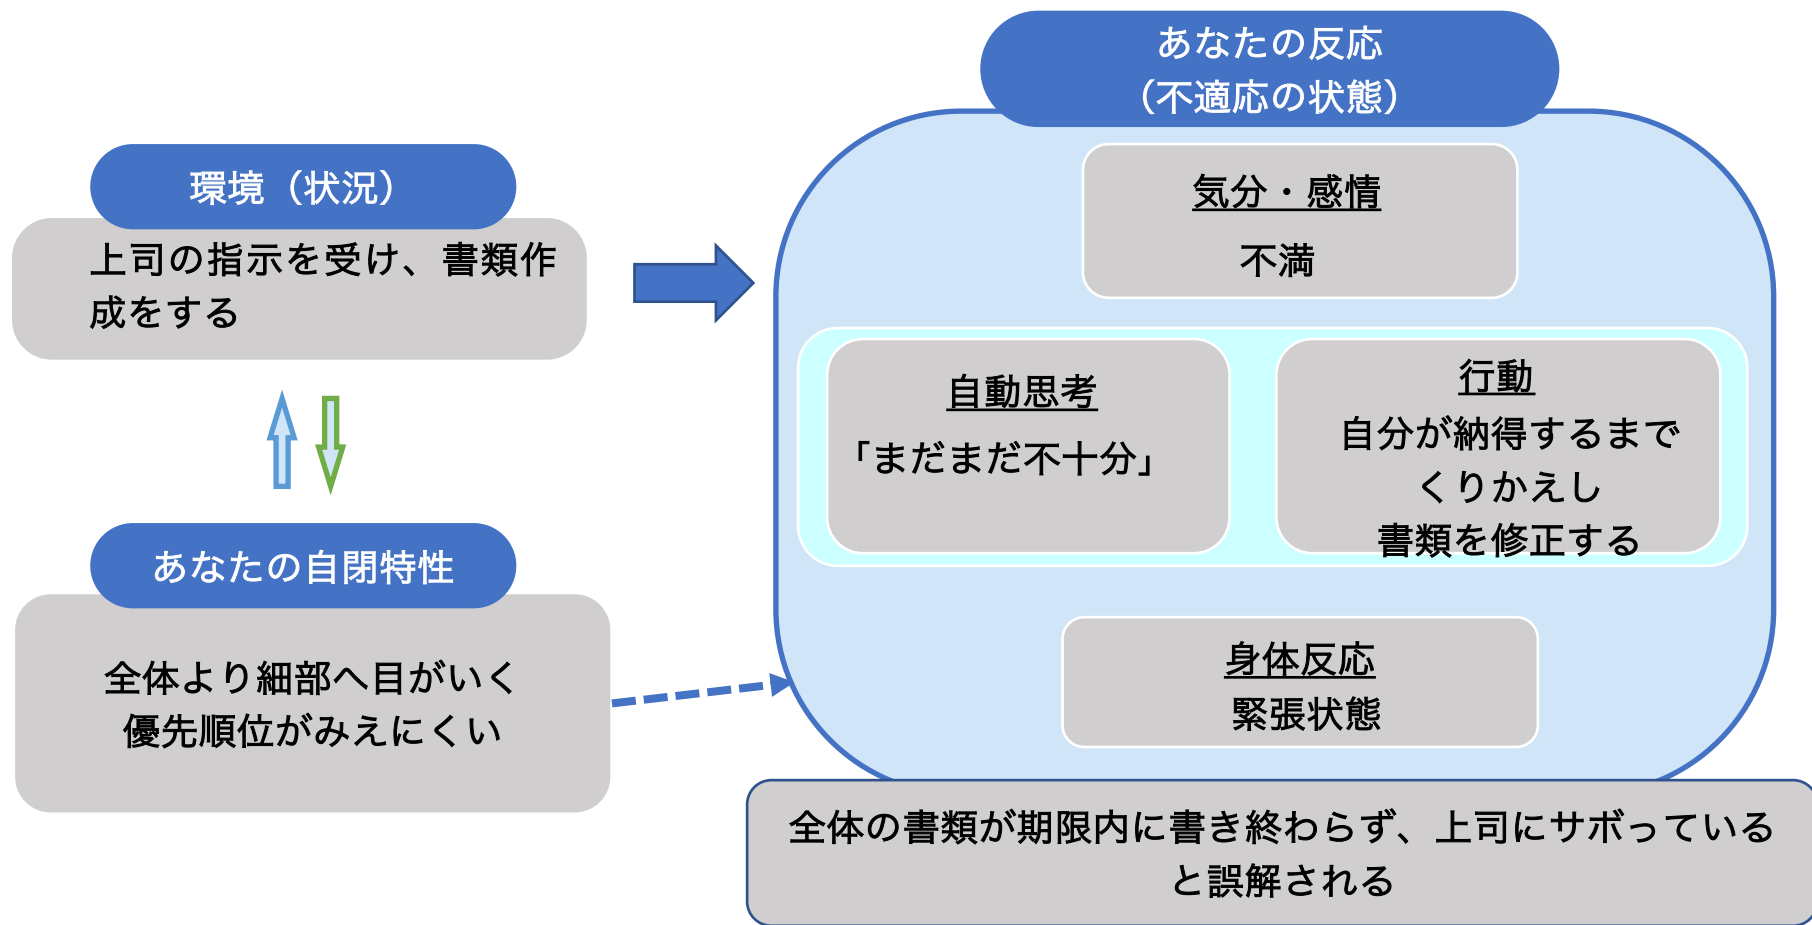 環境（状況）
上司の指示を受け、書類作
成をする
あなたの自閉特性
全体より細部へ目がいく
優先順位がみえにくい
あなたの反応
（不適応の状態）
気分・感情
不満
自動思考
「まだまだ不十分」
行動
自分が納得するまで
くりかえし
書類を修正する
身体反応
緊張状態
全体の書類が期限内に書き終わらず、上司にサボっている
と誤解される